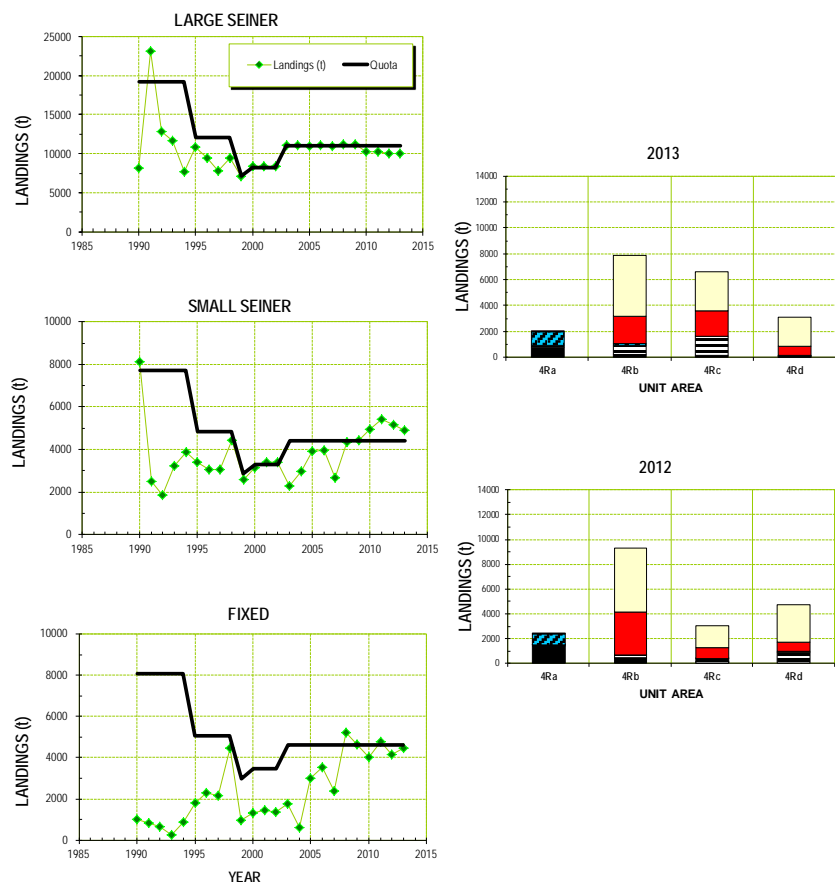 LARGE SEINER
LANDINGS (t)
25000
20000
15000
10000
5000
0
Landings (t) Quota
1985 1990 1995 2000 2005 2010 2015
SMALL SEINER
LANDINGS (t)
10000
8000
6000
4000
2000
0
1985 1990 1995 2000 2005 2010 2015
FIXED
LANDINGS (t)
10000
8000
6000
4000
2000
0
1985 1990 1995 2000 2005 2010 2015
YEAR
2013
LANDINGS (t)
14000
12000
10000
8000
6000
4000
2000
0
4Ra 4Rb 4Rc 4Rd
UNIT AREA
2012
LANDINGS (t)
14000
12000
10000
8000
6000
4000
2000
0
4Ra 4Rb 4Rc 4Rd
UNIT AREA